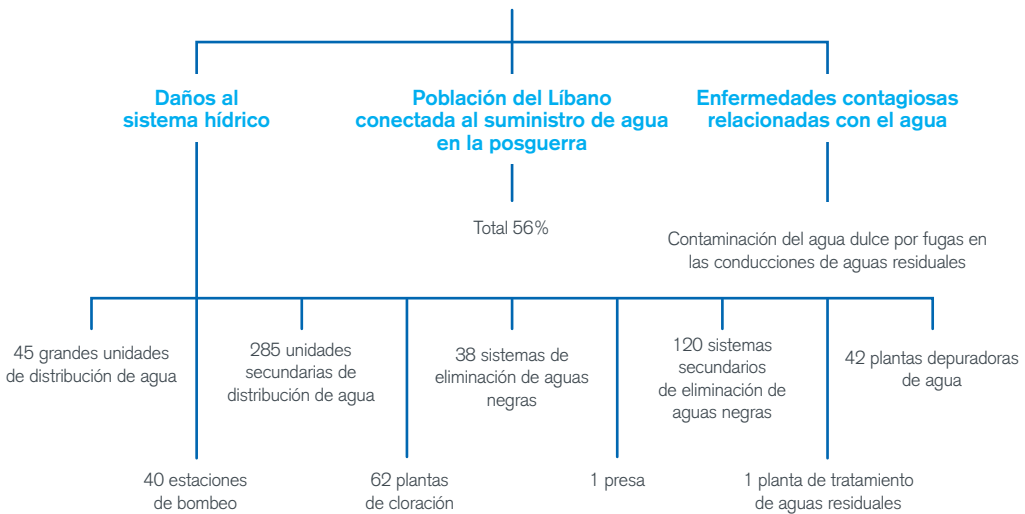 Daños al
sistema hídrico
Población del Líbano
conectada al suministro de agua
en la posguerra
Enfermedades contagiosas
relacionadas con el agua
Total 56%
Contaminación del agua dulce por fugas en
las conducciones de aguas residuales
45 grandes unidades
de distribución de agua
285 unidades
secundarias de
distribución de agua
38 sistemas de
eliminación de aguas
negras
120 sistemas
secundarios
de eliminación de
aguas negras
42 plantas depuradoras
de agua
40 estaciones
de bombeo
62 plantas
de cloración
1 presa
1 planta de tratamiento
de aguas residuales